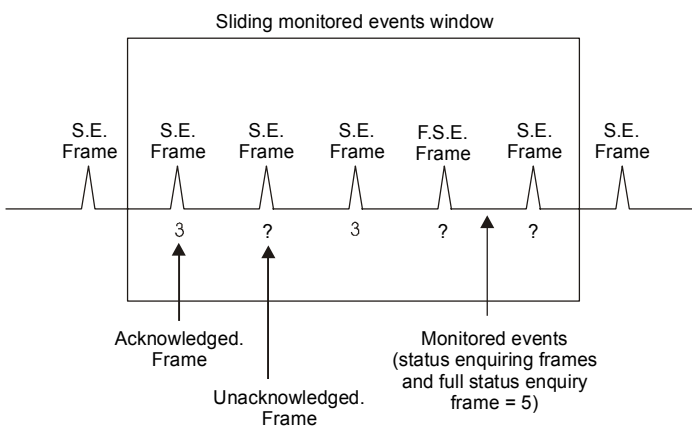 Sliding monitored events window
S.E. Frame
S.E. Frame
S.E. Frame
S.E. Frame
F.S.E. Frame
S.E. Frame
S.E. Frame
3 ? 3 ? ?
Acknowledged.
Frame
Unacknowledged.
Frame
Monitored events
(status enquiring frames
and full status enquiry
frame = 5)